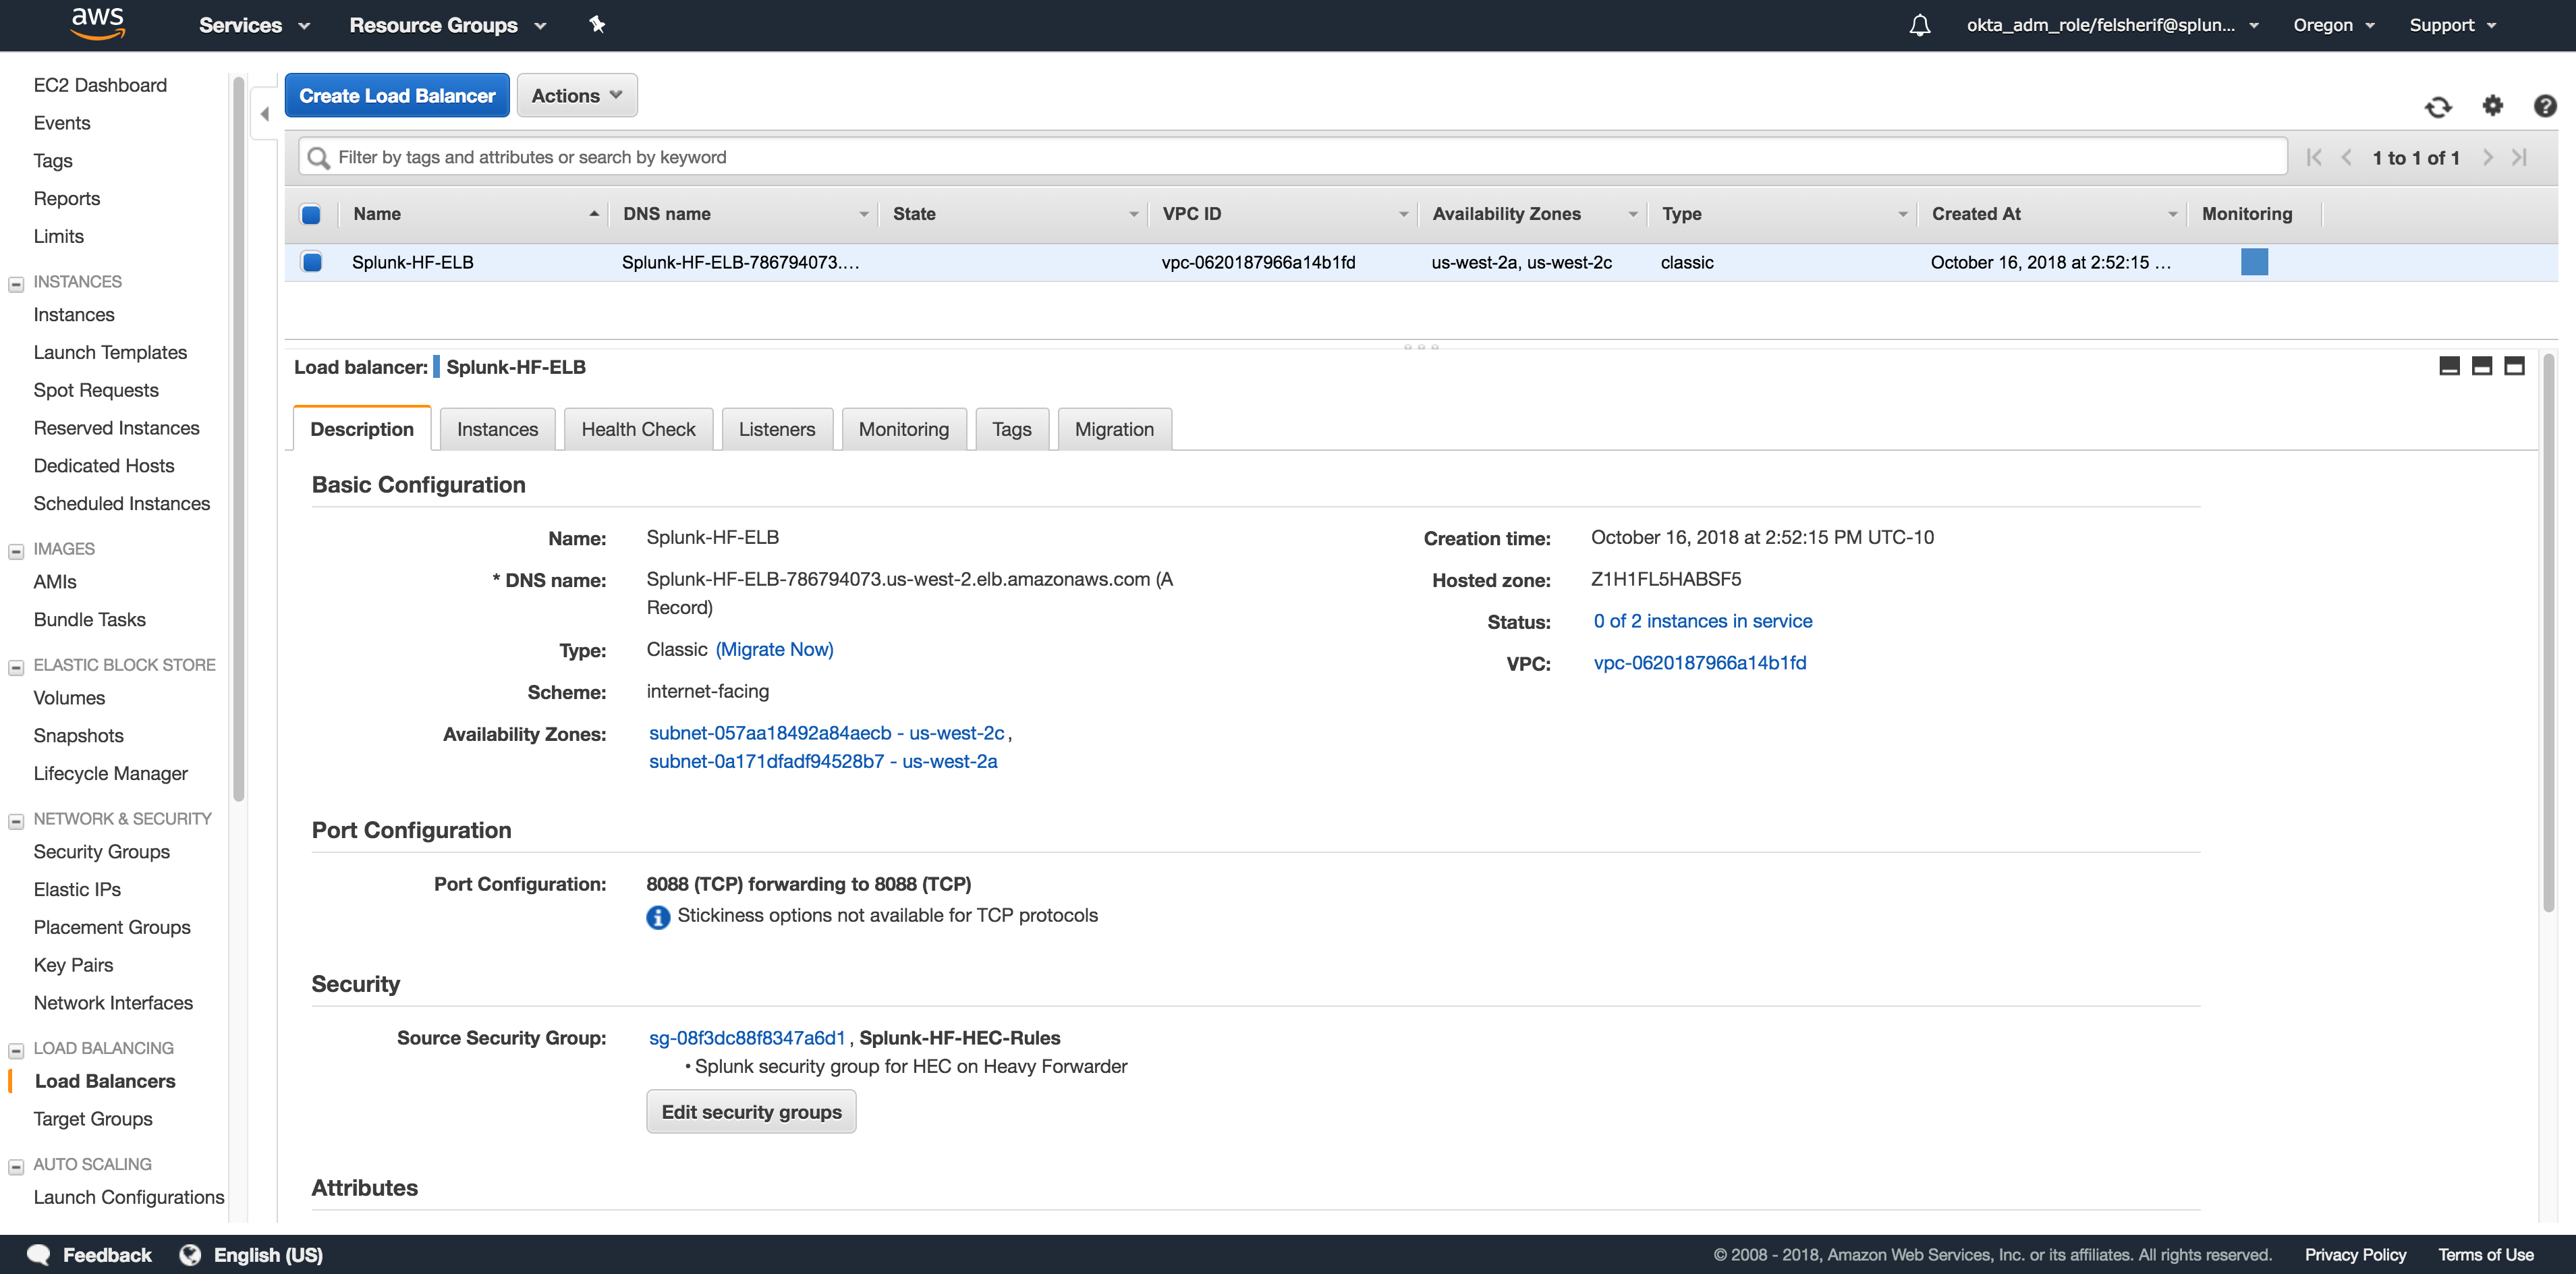 aws
Services
Resource Groups
okta_adm_role/felsherif@splun...
Oregon
Support
EC2 Dashboard
Events
Tags
Reports
Limits
INSTANCES
Instances
Launch Templates
Spot Requests
Reserved Instances
Dedicated Hosts
Scheduled Instances
IMAGES
AMIs
Bundle Tasks
ELASTIC BLOCK STORE
Volumes
Snapshots
Lifecycle Manager
NETWORK & SECURITY
Security Groups
Elastic IPs
Placement Groups
Key Pairs
Network Interfaces
LOAD BALANCING
Load Balancers
Target Groups
AUTO SCALING
Launch Configurations
Create Load Balancer
Actions
Filter by tags and attributes or search by keyword
1 to 1 of 1
Name DNS name State VPC ID Availability Zones Type Created At Monitoring
Splunk-HF-ELB Splunk-HF-ELB-786794073.... vpc-0620187966a14b1fd us-west-2a, us-west-2c classic October 16, 2018 at 2:52:15 ...
Load balancer: Splunk-HF-ELB
Description Instances Health Check Listeners Monitoring Tags Migration
Basic Configuration
Name: Splunk-HF-ELB
* DNS name: Splunk-HF-ELB-786794073.us-west-2.elb.amazonaws.com (A
Record)
Type: Classic (Migrate Now)
Scheme: internet-facing
Availability Zones: subnet-057aa18492a84aecb - us-west-2c,
subnet-0a171dfadf94528b7 - us-west-2a
Creation time: October 16, 2018 at 2:52:15 PM UTC-10
Hosted zone: Z1H1FL5HABSF5
Status: 0 of 2 instances in service
VPC: vpc-0620187966a14b1fd
Port Configuration
Port Configuration: 8088 (TCP) forwarding to 8088 (TCP)
Stickiness options not available for TCP protocols
Security
Source Security Group: sg-08f3dc88f8347a6d1, Splunk-HF-HEC-Rules
• Splunk security group for HEC on Heavy Forwarder
Edit security groups
Attributes
Feedback
English (US)
© 2008 - 2018, Amazon Web Services, Inc. or its affiliates. All rights reserved.
Privacy Policy
Terms of Use